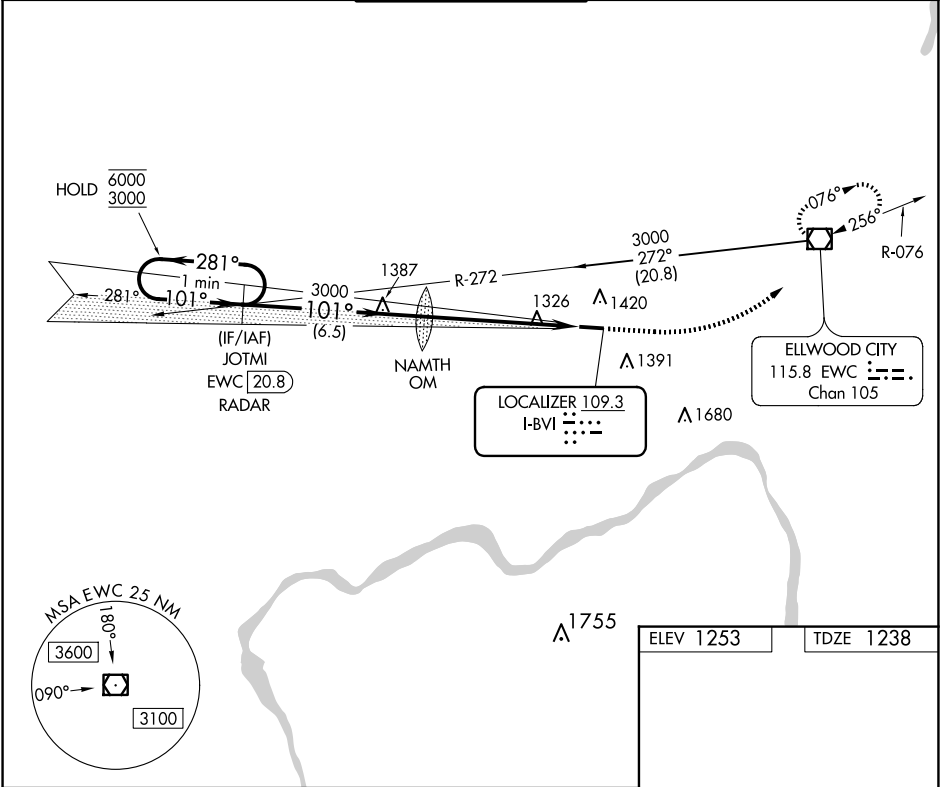 HOLD 6000
3000
281°
1 min
281°
101°
3000
101°
(6.5)
1387
R-272
3000
272°
(20.8)
076°
256°
R-076
1326
1420
(IF/IAF)
JOTMI
EWC 20.8
RADAR
NAMTH
OM
1391
LOCALIZER 109.3
I-BVI
1680
ELLWOOD CITY
115.8 EWC
Chan 105
MSA EWC 25 NM
180°
3600
090°
3100
1755
ELEV 1253
TDZE 1238